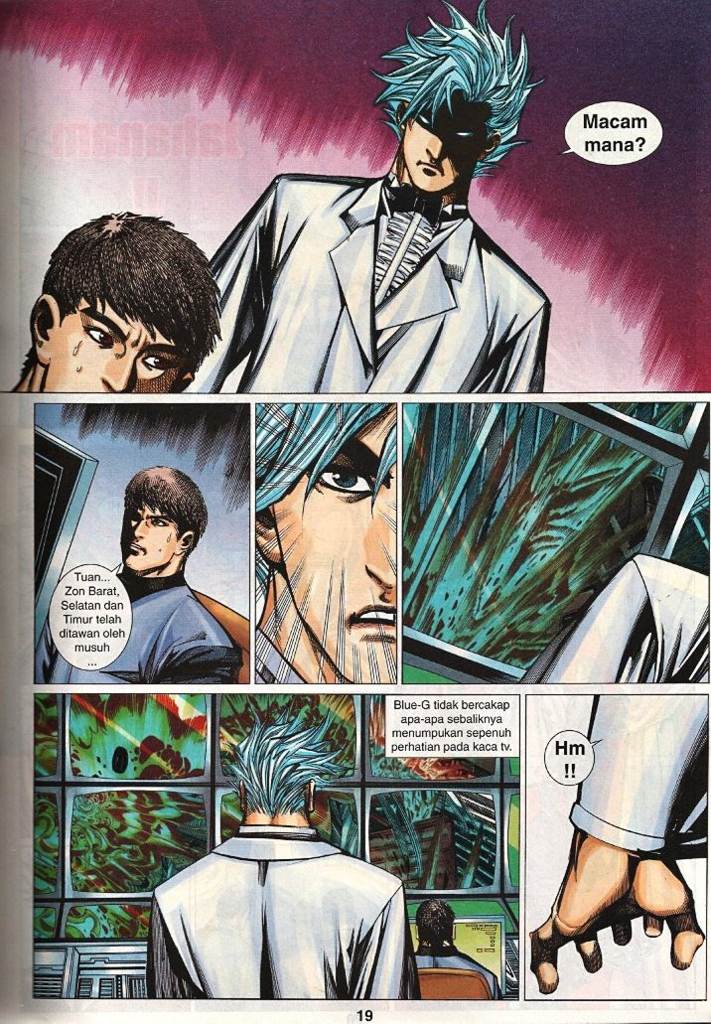 Macam
mana?
Tuan...
Zon Barat,
Selatan dan
Timur telah
ditawan oleh
musuh
...
Blue-G tidak bercakap
apa-apa sebaliknya
menumpukan sepenuh
perhatian pada kaca tv.
Hm
!!
19